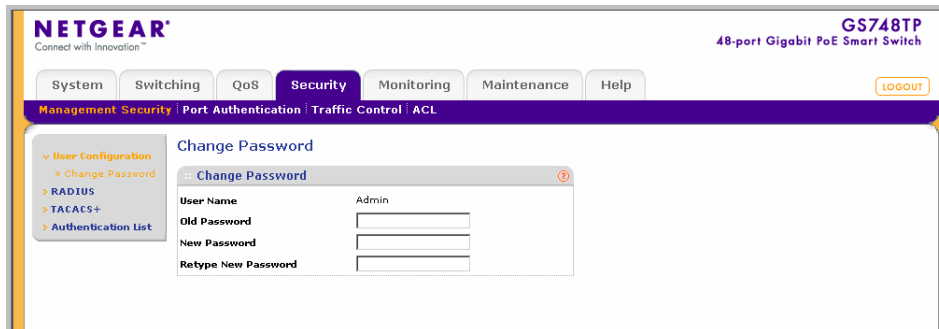 NETGEAR®
Connect with Innovation™
GS748TP
48-port Gigabit PoE Smart Switch
System Switching QoS Security Monitoring Maintenance Help
LOGOUT
Management Security Port Authentication Traffic Control ACL
User Configuration
Change Password
RADIUS
TACACS+
Authentication List
Change Password
Change Password
?
User Name Admin
Old Password
New Password
Retype New Password